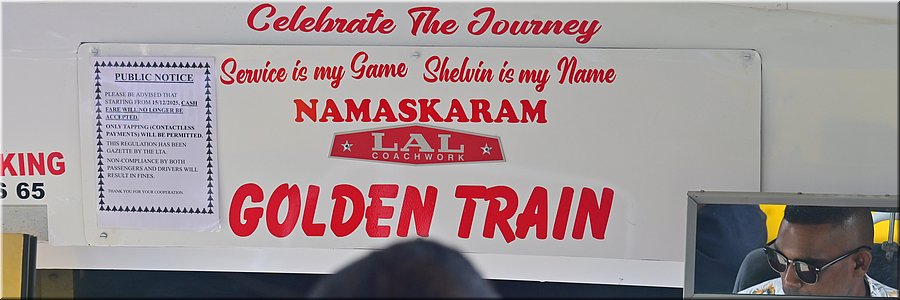 Celebrate The Journey
Service is my Game Shelvin is my Name
NAMASKARAM
LAL
COACHWORK
GOLDEN TRAIN
PUBLIC NOTICE
PLEASE BE ADVISED THAT
STARTING FROM 15/12/2025, CASH
FARE WILL NO LONGER BE
ACCEPTED.
ONLY TAPPING (CONTACTLESS
PAYMENTS) WILL BE PERMITTED.
THIS REGULATION HAS BEEN
GAZETTE BY THE LTA.
NON-COMPLIANCE BY BOTH
PASSENGERS AND DRIVERS WILL
RESULT IN FINES.
THANK YOU FOR YOUR COOPERATION.
KING
65